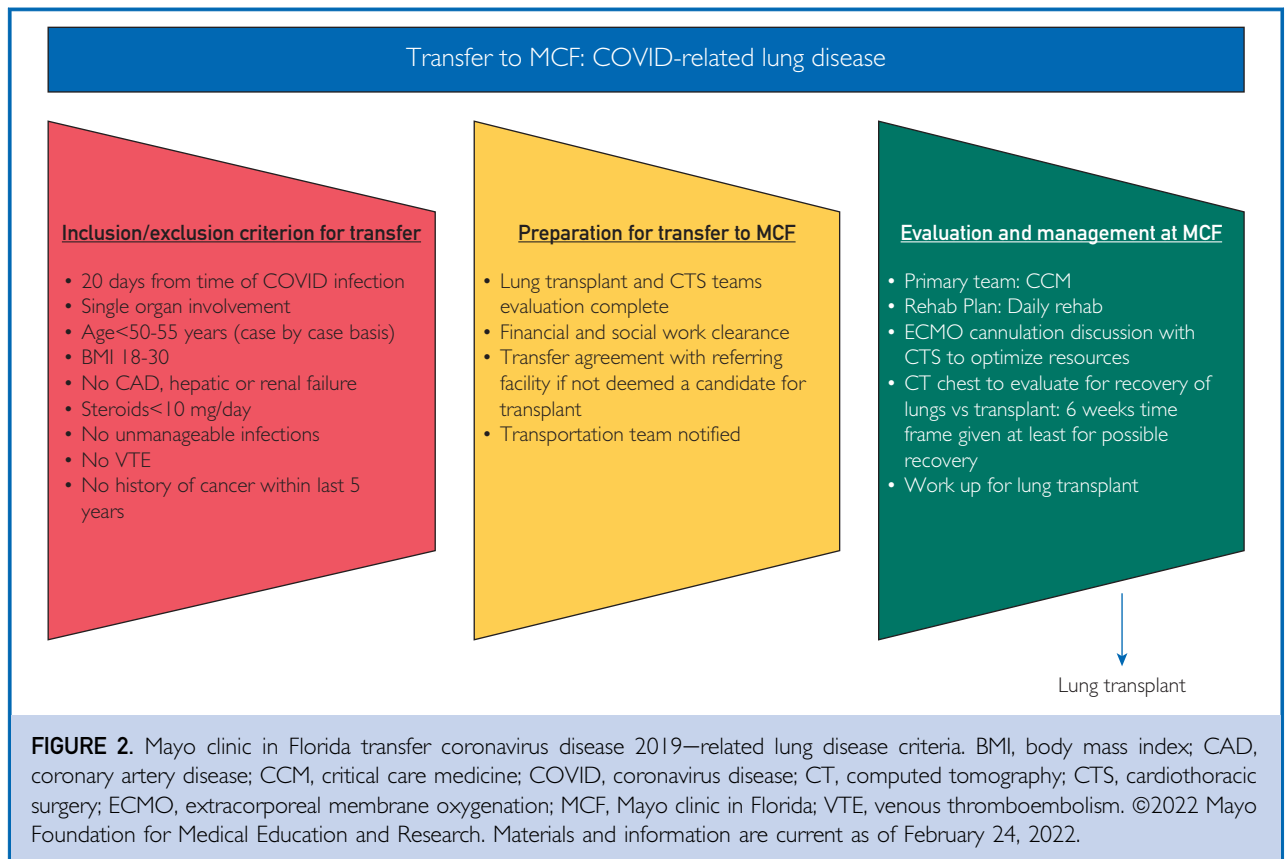 Transfer to MCF: COVID-related lung disease
Inclusion/exclusion criterion for transfer
• 20 days from time of COVID infection
• Single organ involvement
• Age<50-55 years (case by case basis)
• BMI 18-30
• No CAD, hepatic or renal failure
• Steroids<10 mg/day
• No unmanageable infections
• No VTE
• No history of cancer within last 5
years
Preparation for transfer to MCF
• Lung transplant and CTS teams
evaluation complete
• Financial and social work clearance
• Transfer agreement with referring
facility if not deemed a candidate for
transplant
• Transportation team notified
Evaluation and management at MCF
• Primary team: CCM
• Rehab Plan: Daily rehab
• ECMO cannulation discussion with
CTS to optimize resources
• CT chest to evaluate for recovery of
lungs vs transplant: 6 weeks time
frame given at least for possible
recovery
• Work up for lung transplant
Lung transplant
FIGURE 2. Mayo clinic in Florida transfer coronavirus disease 2019–related lung disease criteria. BMI, body mass index; CAD,
coronary artery disease; CCM, critical care medicine; COVID, coronavirus disease; CT, computed tomography; CTS, cardiothoracic
surgery; ECMO, extracorporeal membrane oxygenation; MCF, Mayo clinic in Florida; VTE, venous thromboembolism. ©2022 Mayo
Foundation for Medical Education and Research. Materials and information are current as of February 24, 2022.